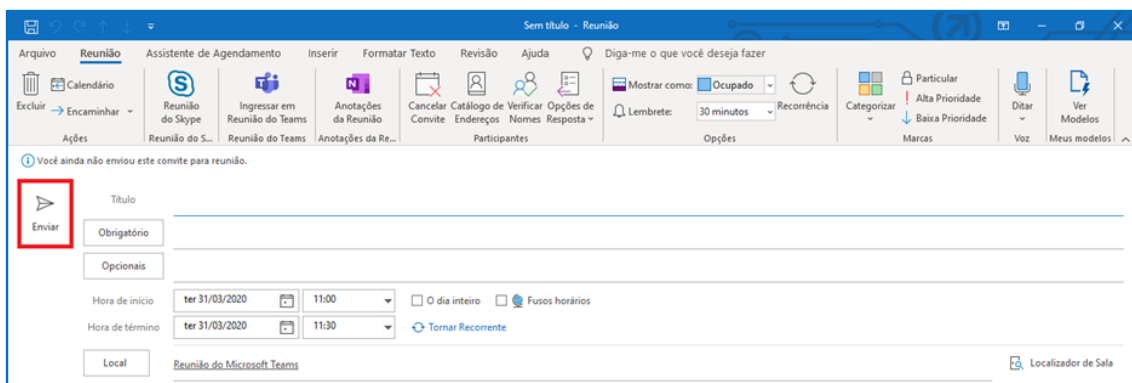 Sem título - Reunião
Arquivo Reunião Assistente de Agendamento Inserir Formatar Texto Revisão Ajuda Diga-me o que você deseja fazer
Excluir
Calendário
Encaminhar
Ações
Reunião
do Skype
Reunião do S...
Ingressar em
Reunião do Teams
Reunião do Teams
Anotações
da Reunião
Anotações da Re...
Cancelar
Convite
Catálogo de
Endereços
Verificar
Nomes
Opções de
Resposta
Participantes
Mostrar como: Ocupado
Lembrete: 30 minutos
Recorrência
Opções
Categorizar
Particular
Alta Prioridade
Baixa Prioridade
Marcas
Ditar
Voz
Ver
Modelos
Meus modelos
Você ainda não enviou este convite para reunião.
Enviar
Título
Obrigatório
Opcionais
Hora de início ter 31/03/2020 11:00 O dia inteiro Fusos horários
Hora de término ter 31/03/2020 11:30 Tornar Recorrente
Local Reunião do Microsoft Teams Localizador de Sala